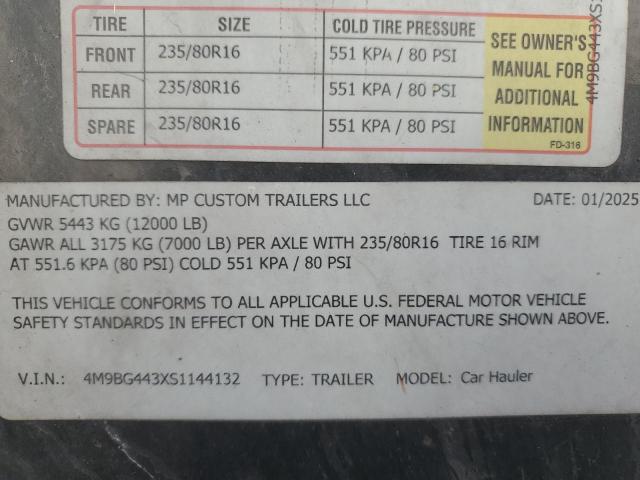 TIRE SIZE COLD TIRE PRESSURE
FRONT 235/80R16 551 KPA / 80 PSI
REAR 235/80R16 551 KPA / 80 PSI
SPARE 235/80R16 551 KPA / 80 PSI
SEE OWNER'S
MANUAL FOR
ADDITIONAL
INFORMATION
FD-316
4M9BG443XS
MANUFACTURED BY: MP CUSTOM TRAILERS LLC DATE: 01/2025
GVWR 5443 KG (12000 LB)
GAWR ALL 3175 KG (7000 LB) PER AXLE WITH 235/80R16 TIRE 16 RIM
AT 551.6 KPA (80 PSI) COLD 551 KPA / 80 PSI
THIS VEHICLE CONFORMS TO ALL APPLICABLE U.S. FEDERAL MOTOR VEHICLE
SAFETY STANDARDS IN EFFECT ON THE DATE OF MANUFACTURE SHOWN ABOVE.
V.I.N.: 4M9BG443XS1144132 TYPE: TRAILER MODEL: Car Hauler